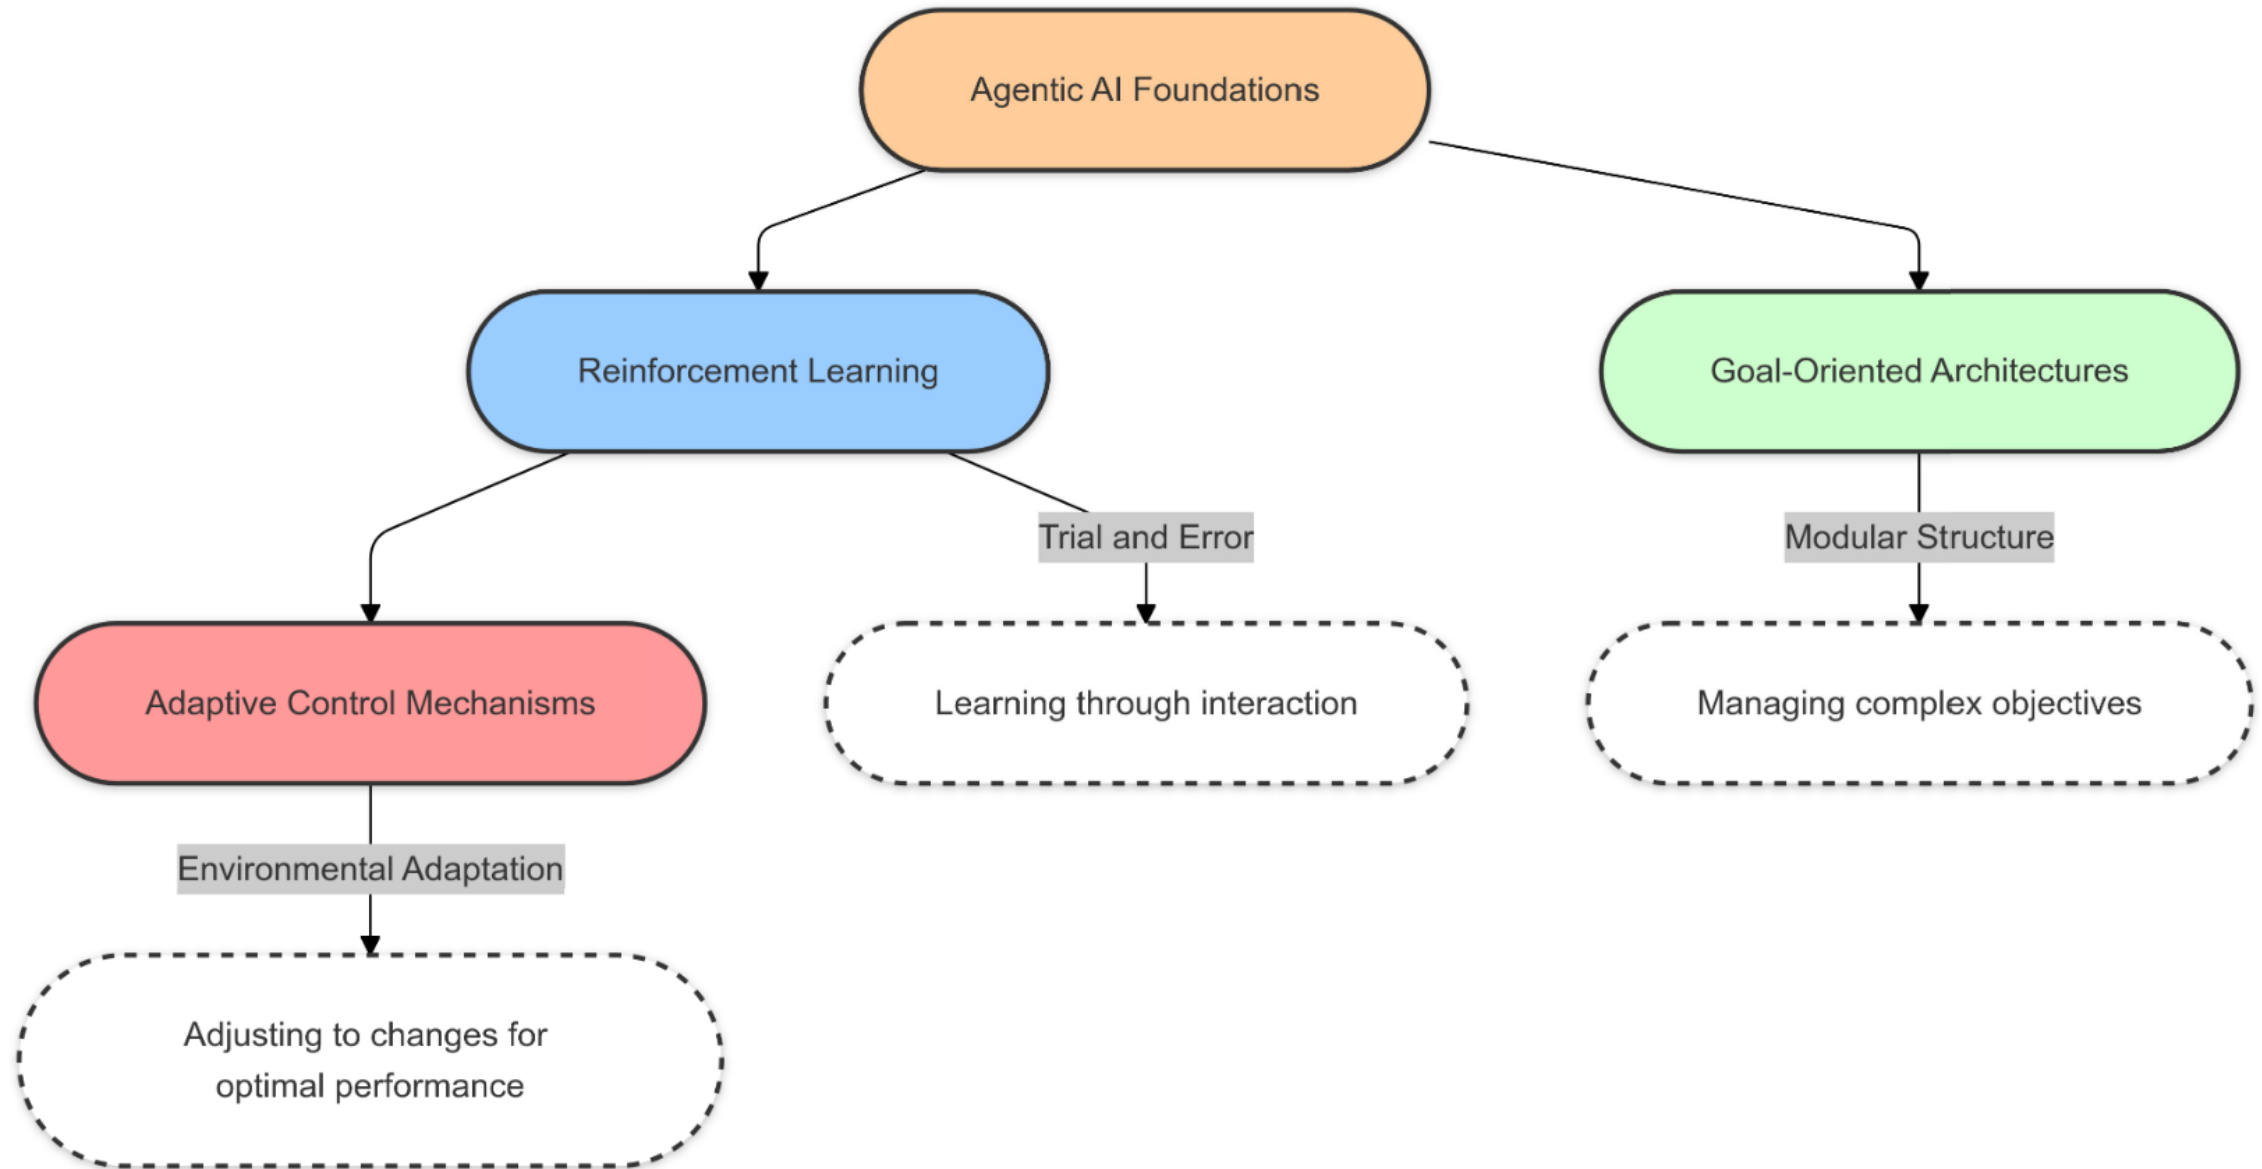 Agentic AI Foundations
Reinforcement Learning
Goal-Oriented Architectures
Trial and Error
Modular Structure
Adaptive Control Mechanisms
Learning through interaction
Managing complex objectives
Environmental Adaptation
Adjusting to changes for
optimal performance